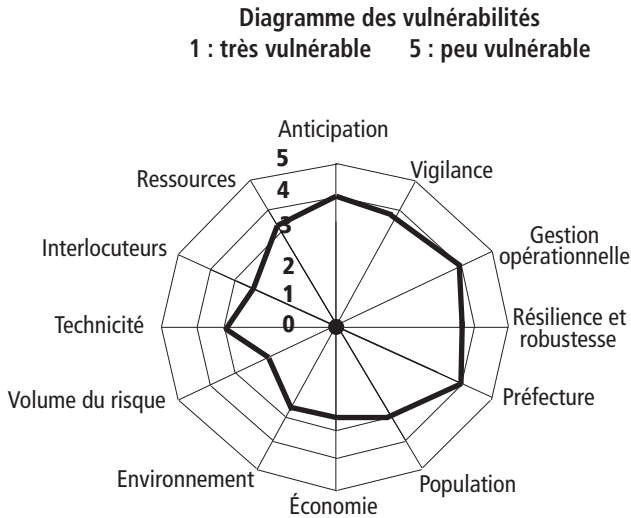 Diagramme des vulnérabilités
1 : très vulnérable 5 : peu vulnérable
Anticipation
5
Vigilance
Ressources
4
3
Gestion
opérationnelle
Interlocuteurs
2
1
Résilience et
robustesse
Technicité
0
Préfecture
Volume du risque
Environnement
Population
Économie